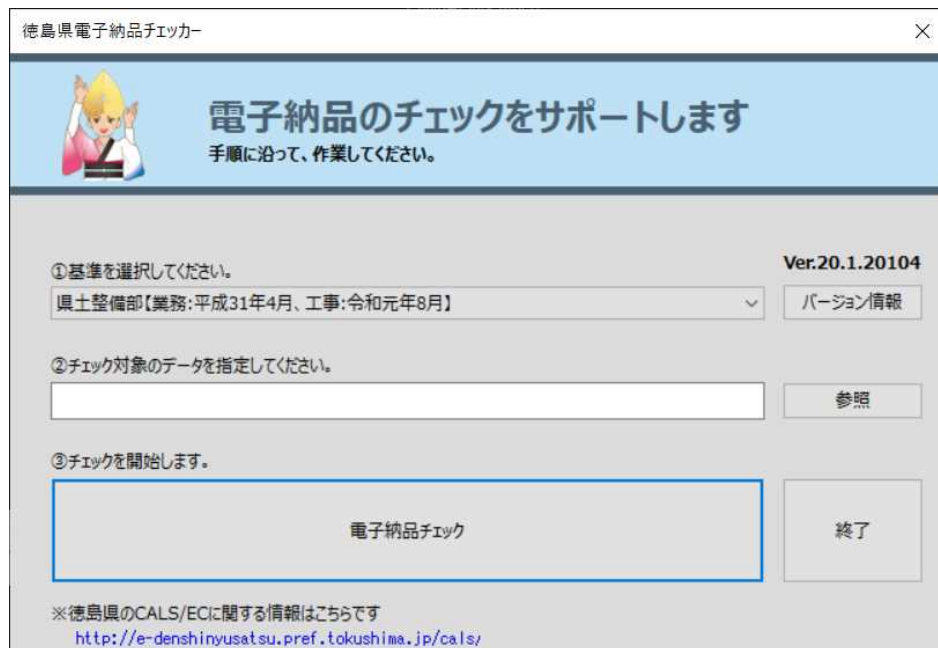 徳島県電子納品チェッカー
電子納品のチェックをサポートします
手順に沿って、作業してください。
①基準を選択してください。
Ver.20.1.20104
県土整備部【業務:平成31年4月、工事:令和元年8月】
バージョン情報
②チェック対象のデータを指定してください。
参照
③チェックを開始します。
電子納品チェック
終了
※徳島県のCALS/ECに関する情報はこちらです
http://e-denshinyusatsu.pref.tokushima.jp/cals/